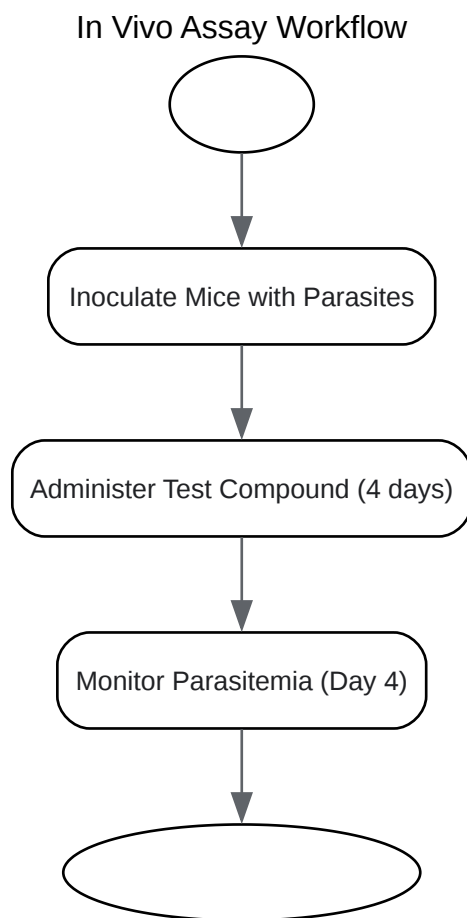 In Vivo Assay Workflow
Inoculate Mice with Parasites
Administer Test Compound (4 days)
Monitor Parasitemia (Day 4)